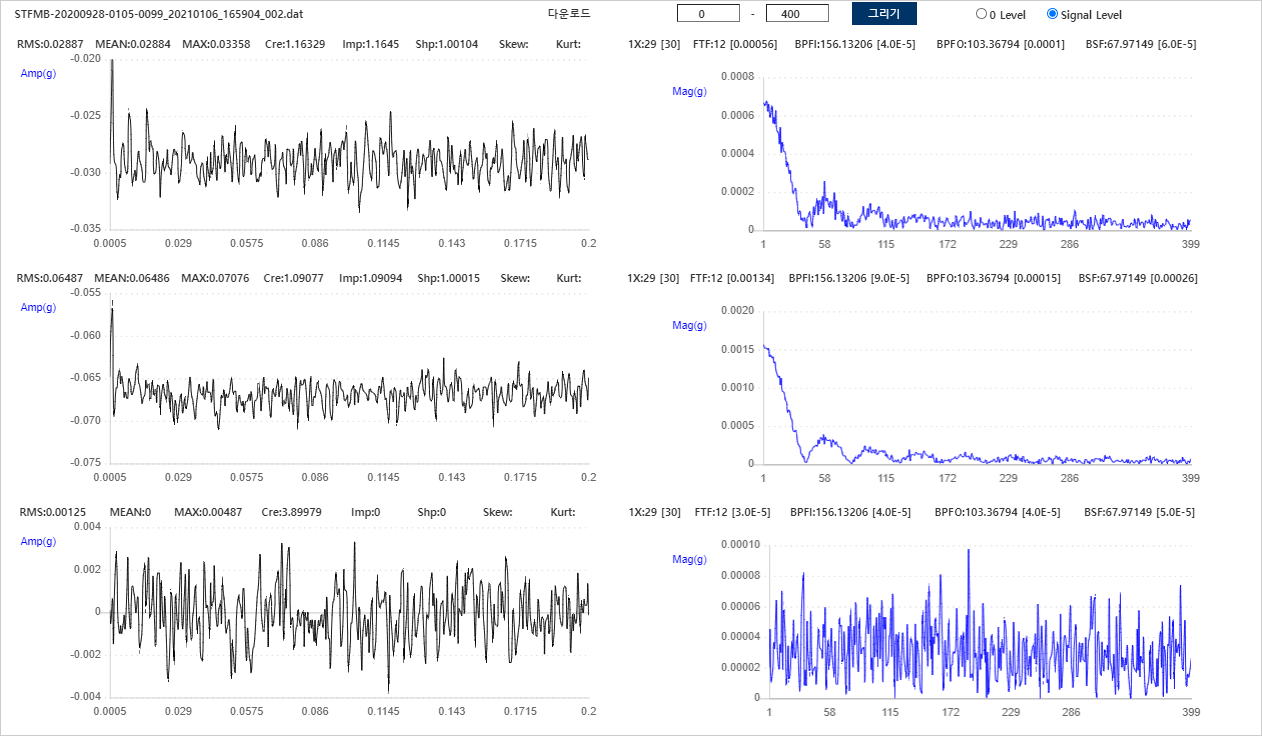 STFMB-20200928-0105-0099_20210106_165904_002.dat 다운로드 0 - 400 그리기 0 Level Signal Level
RMS:0.02887 MEAN:0.02884 MAX:0.03358 Cre:1.16329 Imp:1.1645 Shp:1.00104 Skew: Kurt:
Amp(g)
-0.020
-0.025
-0.030
-0.035
0.0005 0.029 0.0575 0.086 0.1145 0.143 0.1715 0.2
1X:29 [30] FTF:12 [0.00056] BPFI:156.13206 [4.0E-5] BPFO:103.36794 [0.0001] BSF:67.97149 [6.0E-5]
Mag(g)
0.0008
0.0006
0.0004
0.0002
0
1 58 115 172 229 286 399
RMS:0.06487 MEAN:0.06486 MAX:0.07076 Cre:1.09077 Imp:1.09094 Shp:1.00015 Skew: Kurt:
Amp(g)
-0.055
-0.060
-0.065
-0.070
-0.075
0.0005 0.029 0.0575 0.086 0.1145 0.143 0.1715 0.2
1X:29 [30] FTF:12 [0.00134] BPFI:156.13206 [9.0E-5] BPFO:103.36794 [0.00015] BSF:67.97149 [0.00026]
Mag(g)
0.0020
0.0015
0.0010
0.0005
0
1 58 115 172 229 286 399
RMS:0.00125 MEAN:0 MAX:0.00487 Cre:3.89979 Imp:0 Shp:0 Skew: Kurt:
Amp(g)
0.004
0.002
0
-0.002
-0.004
0.0005 0.029 0.0575 0.086 0.1145 0.143 0.1715 0.2
1X:29 [30] FTF:12 [3.0E-5] BPFI:156.13206 [4.0E-5] BPFO:103.36794 [4.0E-5] BSF:67.97149 [5.0E-5]
Mag(g)
0.00010
0.00008
0.00006
0.00004
0.00002
0
1 58 115 172 229 286 399